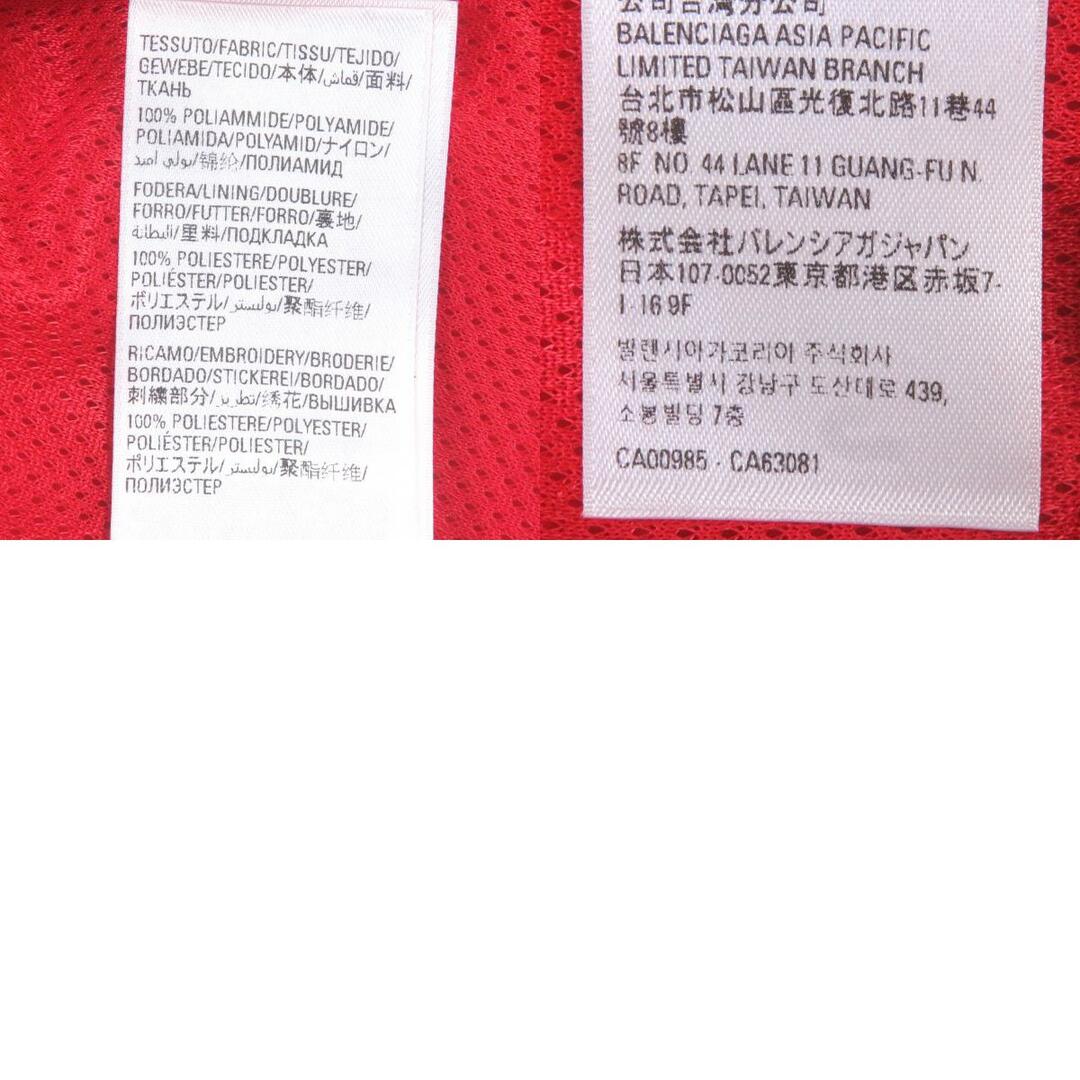 TESSUTO/FABRIC/TISSU/TEJIDO/
GEWEBE/TECIDO/本体/قماش/面料/
ТКАНЬ
100% POLIAMMIDE/POLYAMIDE/
POLIAMIDA/POLYAMID/ナイロン/
بولي أميد/锦纶/ПОЛИАМИД
FODERA/LINING/DOUBLURE/
FORRO/FUTTER/FORRO/裏地/
البطانة/里料/ПОДКЛАДКА
100% POLIESTERE/POLYESTER/
POLIÉSTER/POLIESTER/
ポリエステル/بوليستر/聚酯纤维/
ПОЛИЭСТЕР
RICAMO/EMBROIDERY/BRODERIE/
BORDADO/STICKEREI/BORDADO/
刺繍部分/تطريز/绣花/ВЫШИВКА
100% POLIESTERE/POLYESTER/
POLIÉSTER/POLIESTER/
ポリエステル/بوليستر/聚酯纤维/
ПОЛИЭСТЕР
公司台灣分公司
BALENCIAGA ASIA PACIFIC
LIMITED TAIWAN BRANCH
台北市松山區光復北路11巷44
號8樓
8F NO. 44 LANE 11 GUANG-FU N.
ROAD, TAPEI, TAIWAN
株式会社バレンシアガジャパン
日本107-0052東京都港区赤坂7-
1-16 9F
발렌시아가코리아 주식회사
서울특별시 강남구 도산대로 439,
소봉빌딩 7층
CA00985 - CA63081